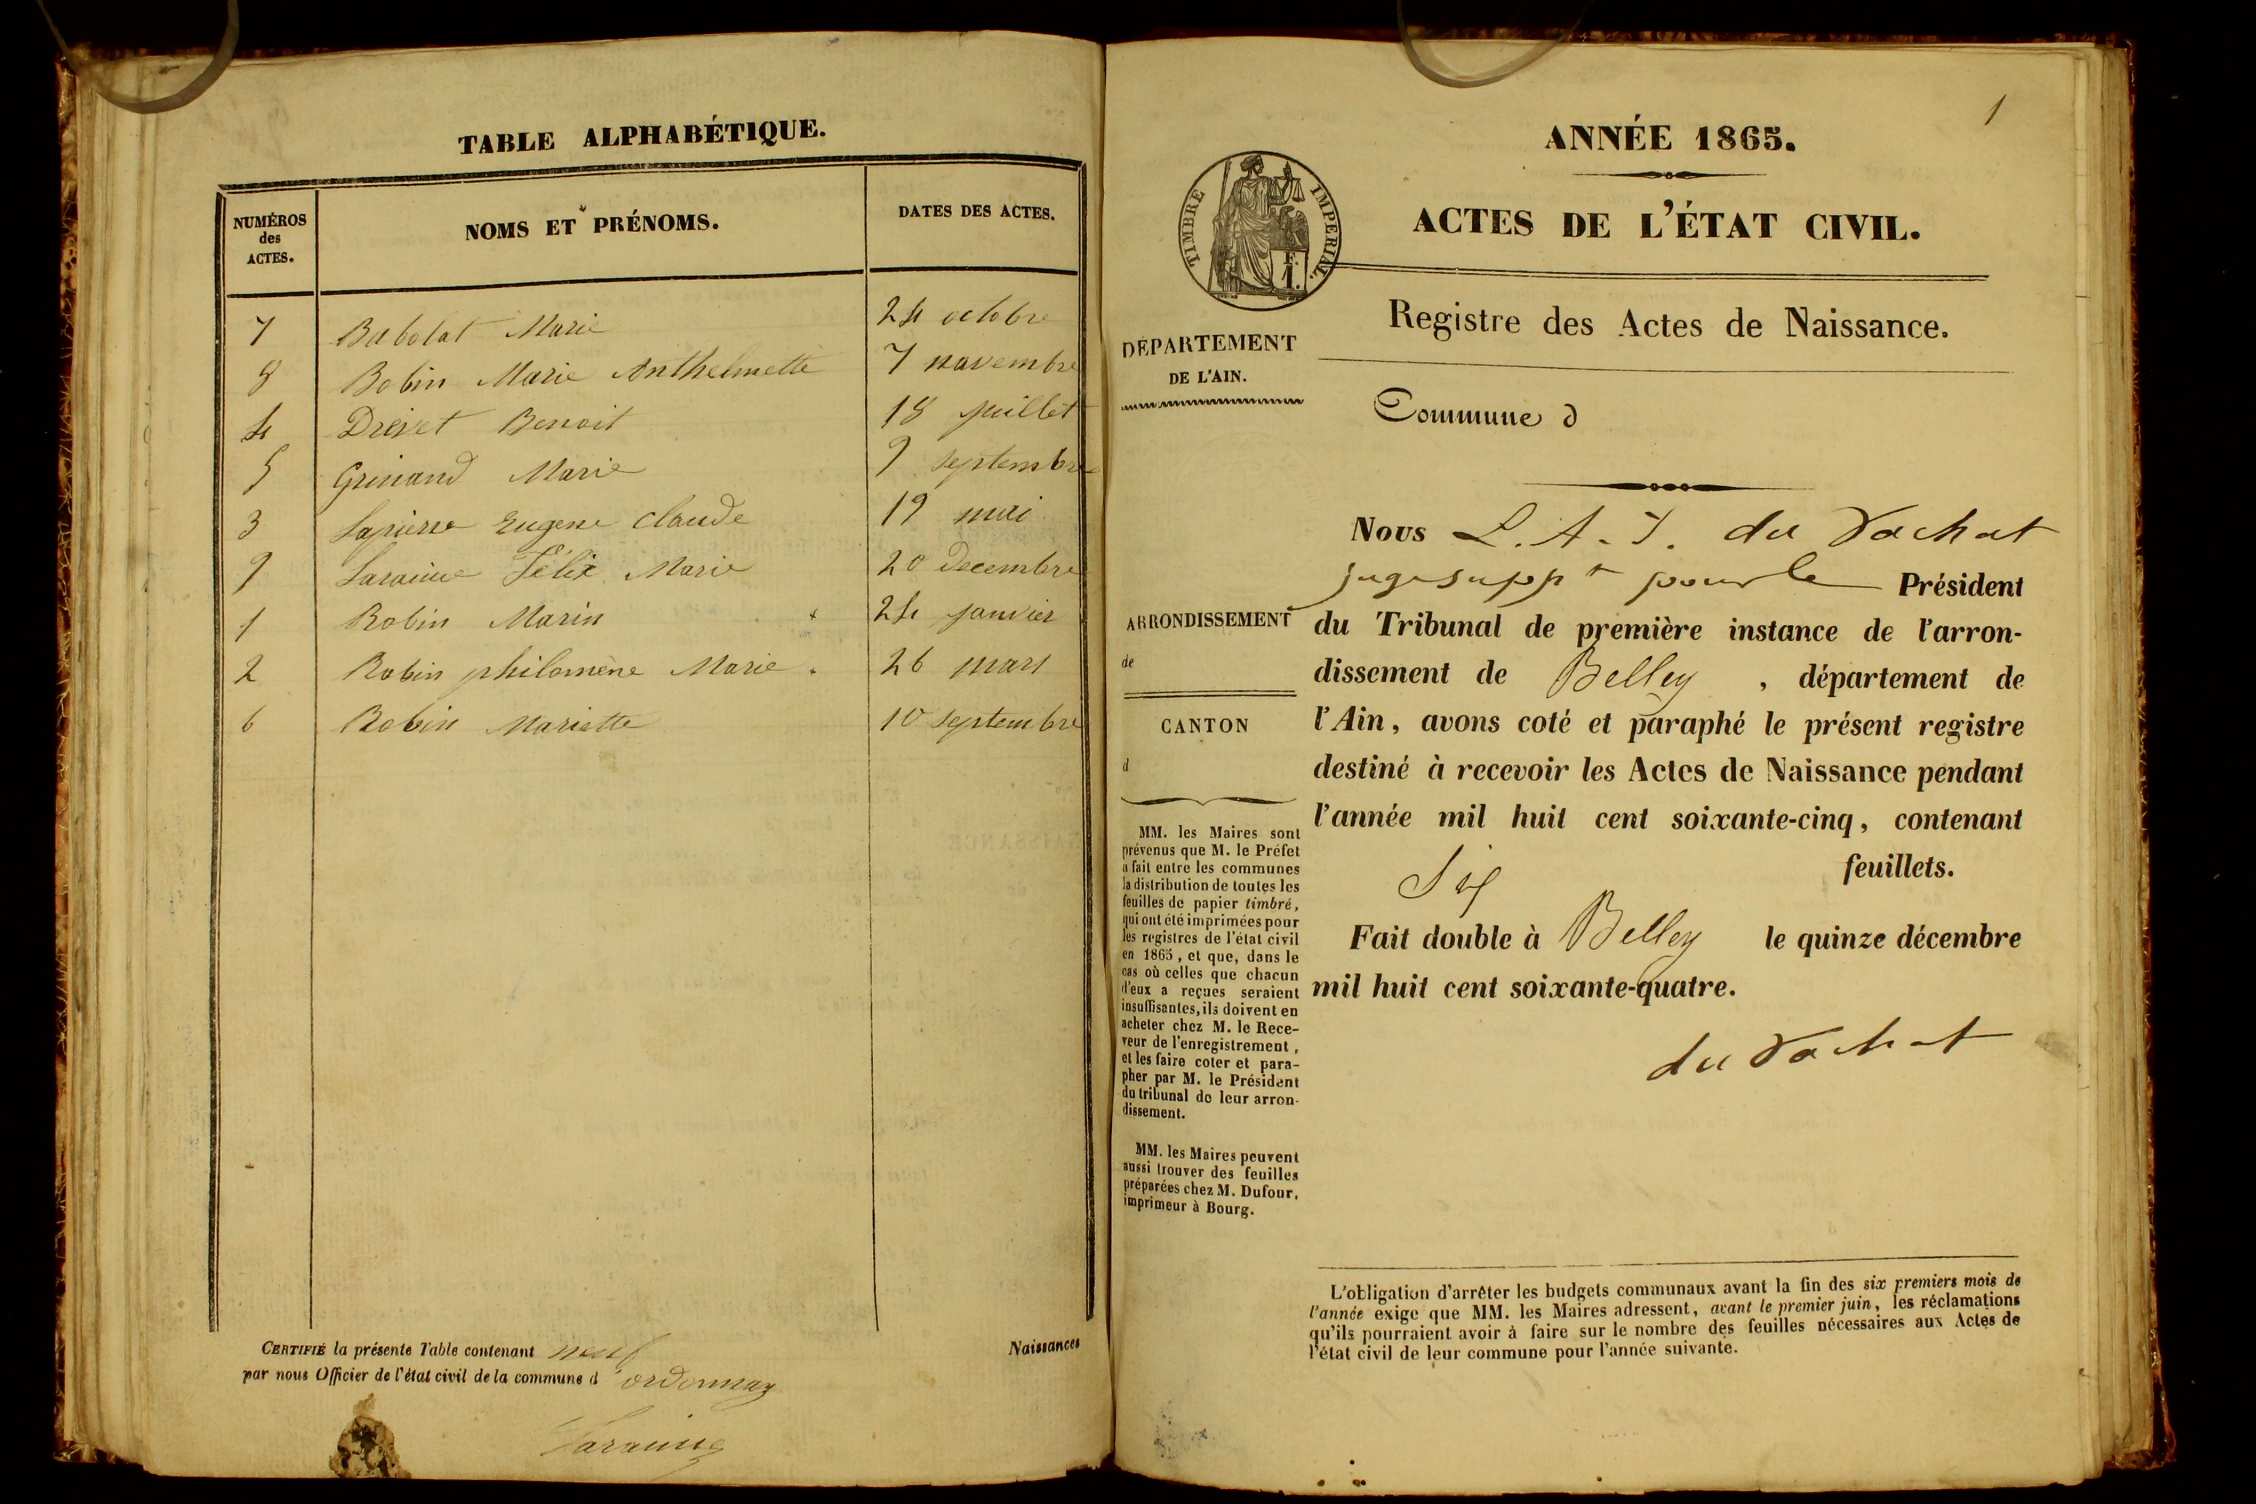 TABLE ALPHABÉTIQUE.
NUMÉROS
des
ACTES.
NOMS ET PRÉNOMS.
DATES DES ACTES.
7 Babolat Marie 24 octobre
8 Bobin Marie Anthelmette 7 novembre
4 Drevet Benoit 18 juillet
5 Grinand Marie 9 septembre
3 Lapierre Eugene Claude 19 mai
9 Félix Marie 20 Decembre
1 Robin Marin 24 janvier
2 Robin philomène Marie 26 mars
6 Robin Mariette 10 septembre
CERTIFIÉ la présente Table contenant neuf Naissances
par nous Officier de l'état civil de la commune d'ordonnaz
1
ANNÉE 1865.
ACTES DE L'ÉTAT CIVIL.
TIMBRE IMPERIAL.
1 F.
Registre des Actes de Naissance.
DÉPARTEMENT
DE L'AIN.
Commune d
ARRONDISSEMENT
de
CANTON
d
MM. les Maires sont
prévenus que M. le Préfet
a fait entre les communes
la distribution de toutes les
feuilles de papier timbré,
qui ont été imprimées pour
les registres de l'état civil
en 1865, et que, dans le
cas où celles que chacun
d'eux a reçues seraient
insuffisantes, ils doivent en
acheter chez M. le Rece-
veur de l'enregistrement,
et les faire coter et para-
pher par M. le Président
du tribunal de leur arron-
dissement.
MM. les Maires peuvent
aussi trouver des feuilles
préparées chez M. Dufour,
imprimeur à Bourg.
Nous L. A. J. du Vachat
juge suppt pour le Président
du Tribunal de première instance de l'arron-
dissement de Belley, département de
l'Ain, avons coté et paraphé le présent registre
destiné à recevoir les Actes de Naissance pendant
l'année mil huit cent soixante-cinq, contenant
Six feuillets.
Fait double à Belley le quinze décembre
mil huit cent soixante-quatre.
du Vachat
L'obligation d'arrêter les budgets communaux avant la fin des six premiers mois de
l'année exige que MM. les Maires adressent, avant le premier juin, les réclamations
qu'ils pourraient avoir à faire sur le nombre des feuilles nécessaires aux Actes de
l'état civil de leur commune pour l'année suivante.